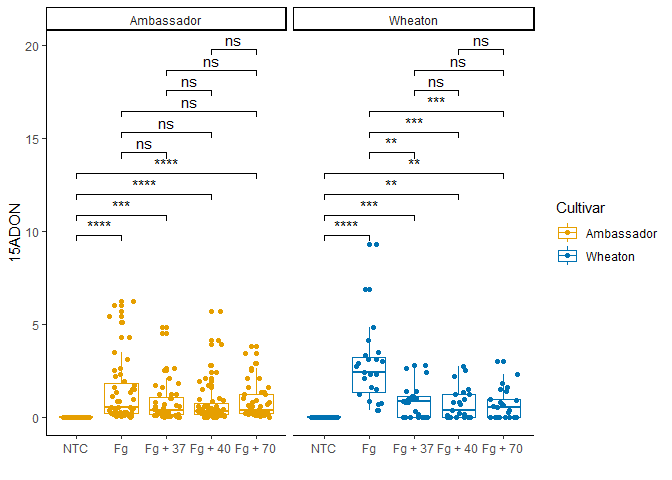 Ambassador
Wheaton
20
15
10
5
0
15ADON
ns
ns
ns
ns
ns
ns
****
****
***
****
ns
ns
ns
***
***
**
**
**
***
****
NTC
Fg
Fg + 37
Fg + 40
Fg + 70
NTC
Fg
Fg + 37
Fg + 40
Fg + 70
Cultivar
Ambassador
Wheaton